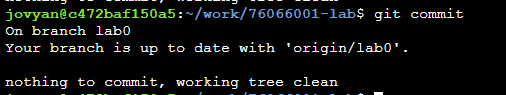 jovyan@c472baf150a5:~/work/76066001-lab$ git commit
On branch lab0
Your branch is up to date with 'origin/lab0'.
nothing to commit, working tree clean